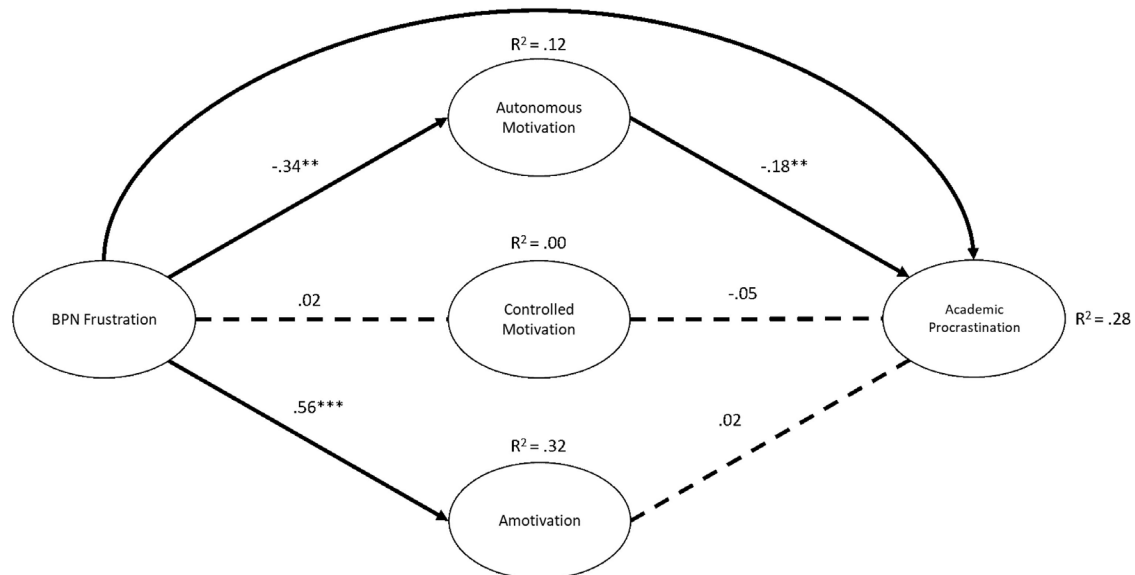 R² = .12
Autonomous
Motivation
-.34**
-.18**
R² = .00
BPN Frustration
.02
Controlled
Motivation
-.05
Academic
Procrastination
R² = .28
.56***
.02
R² = .32
Amotivation